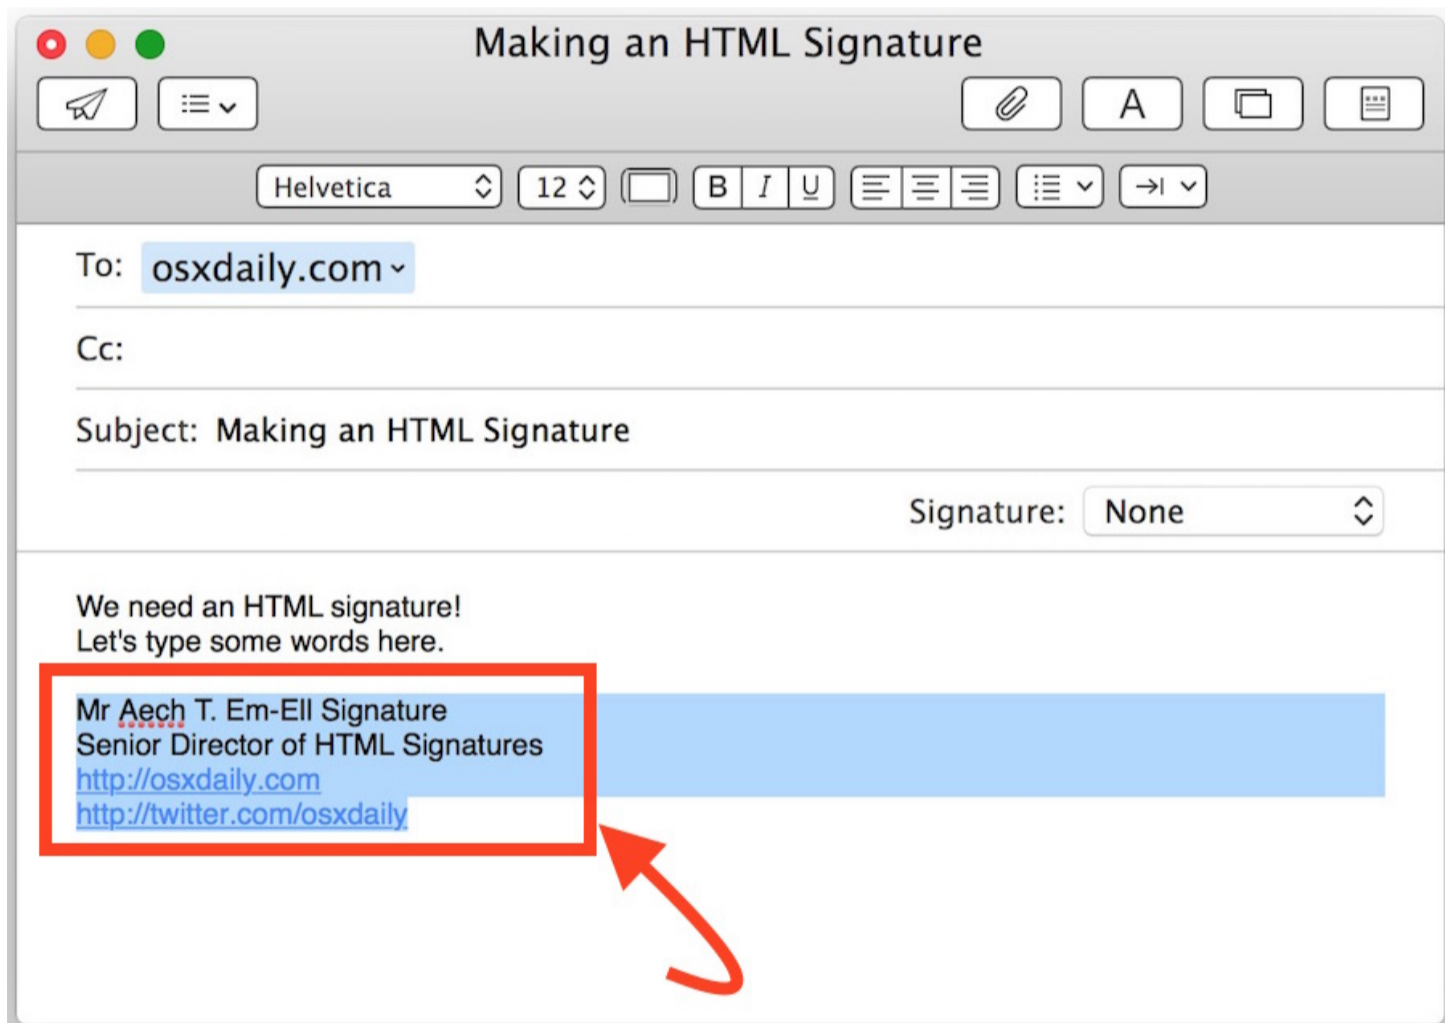 Making an HTML Signature
A
Helvetica 12 B I U
To: osxdaily.com
Cc:
Subject: Making an HTML Signature
Signature: None
We need an HTML signature!
Let's type some words here.
Mr Aech T. Em-Ell Signature
Senior Director of HTML Signatures
http://osxdaily.com
http://twitter.com/osxdaily